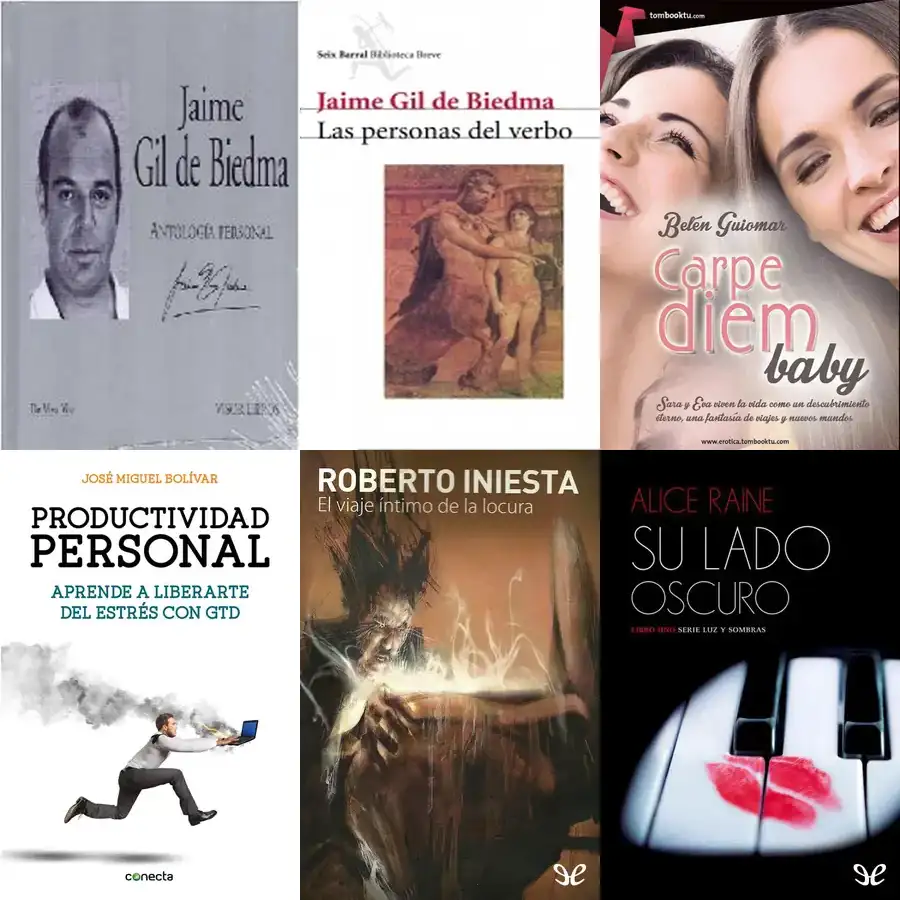 Jaime
Gil de Biedma
ANTOLOGÍA PERSONAL
VISOR LIBROS
Seix Barral Biblioteca Breve
Jaime Gil de Biedma
Las personas del verbo
tombooktu.com
Belén Guiomar
Carpe
diem
baby
Sara y Eva viven la vida como un descubrimiento
eterno, una fantasía de viajes y nuevos mundos
www.erotica.tombooktu.com
JOSÉ MIGUEL BOLÍVAR
PRODUCTIVIDAD
PERSONAL
APRENDE A LIBERARTE
DEL ESTRÉS CON GTD
conecta
ROBERTO INIESTA
El viaje íntimo de la locura
ALICE RAINE
SU LADO
OSCURO
LIBRO UNO SERIE LUZ Y SOMBRAS